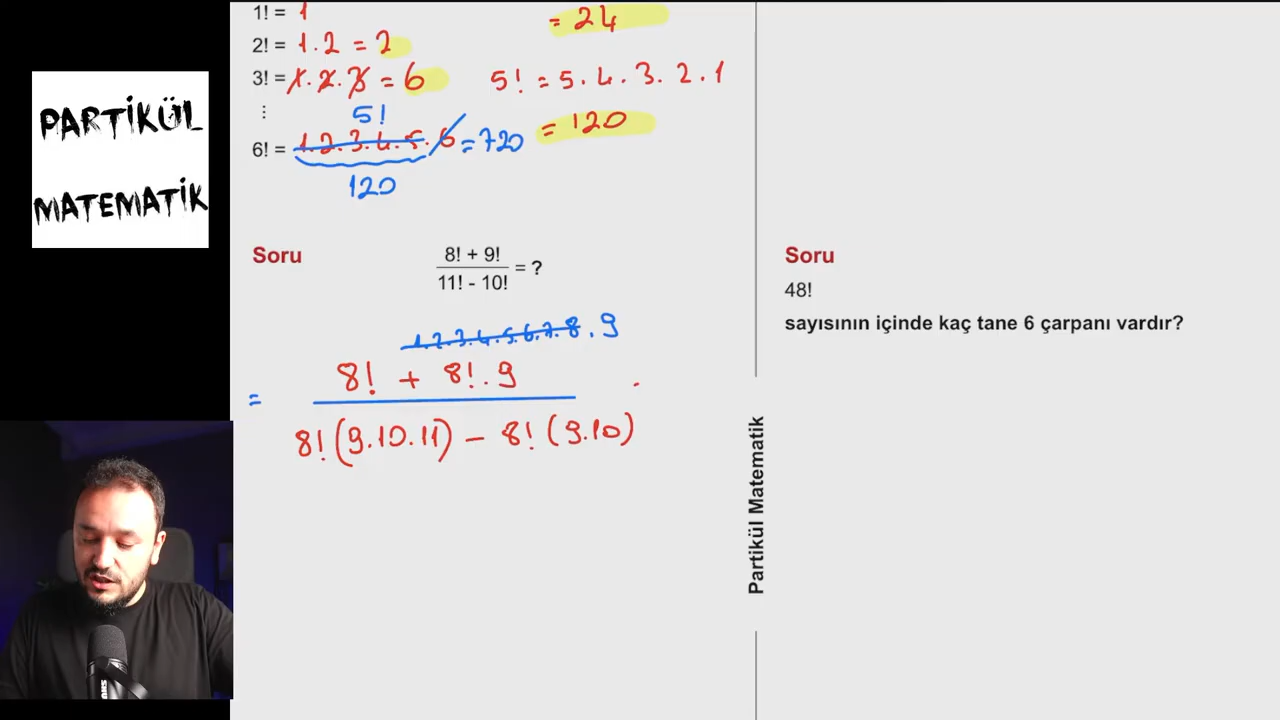 PARTİKÜL
MATEMATİK
1! = 1
2! = 1.2 = 2
3! = 1.2.3 = 6
⋮
5!
6! = 1.2.3.4.5.6 = 720
120
= 24
5! = 5.4.3.2.1
= 120
Soru
8! + 9!
11! - 10!
= ?
1.2.3.4.5.6.7.8.9
= 8! + 8!.9
8!(9.10.11) - 8!(9.10)
Partikül Matematik
Soru
48!
sayısının içinde kaç tane 6 çarpanı vardır?